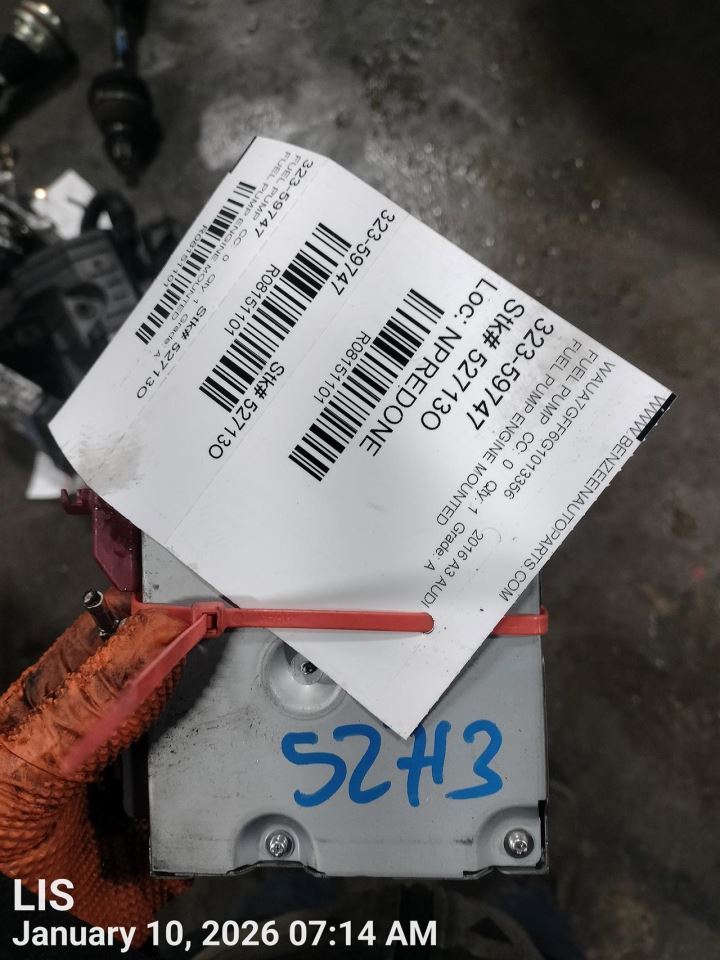 WWW.BENZEENAUTOPARTS.COM
WAUA7GFF6G1013356
FUEL PUMP CC: 0 Qty: 1 2016 A3 AUDI
FUEL PUMP ENGINE MOUNTED Grade: A
323-59747
Stk# 527130
Loc: NPREDONE
R08151101
323-59747
Stk# 527130
R08151101
323-59747
FUEL PUMP CC: 0 Qty: 1 Grade: A
FUEL PUMP ENGINE MOUNTED
Stk# 527130
R08151101
52H3
LIS
January 10, 2026 07:14 AM